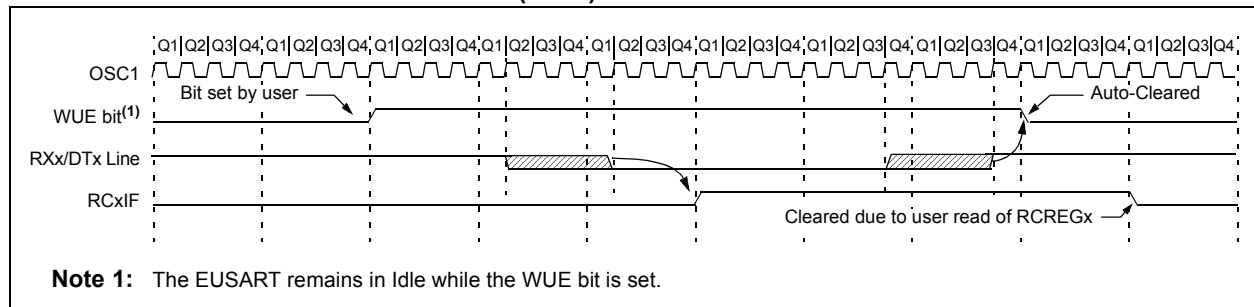 Q1 Q2 Q3 Q4 Q1 Q2 Q3 Q4 Q1 Q2 Q3 Q4 Q1 Q2 Q3 Q4 Q1 Q2 Q3 Q4 Q1 Q2 Q3 Q4 Q1 Q2 Q3 Q4 Q1 Q2 Q3 Q4 Q1 Q2 Q3 Q4 Q1 Q2 Q3 Q4
OSC1
Bit set by user
Auto-Cleared
WUE bit(1)
RXx/DTx Line
RCxIF
Cleared due to user read of RCREGx
Note 1: The EUSART remains in Idle while the WUE bit is set.